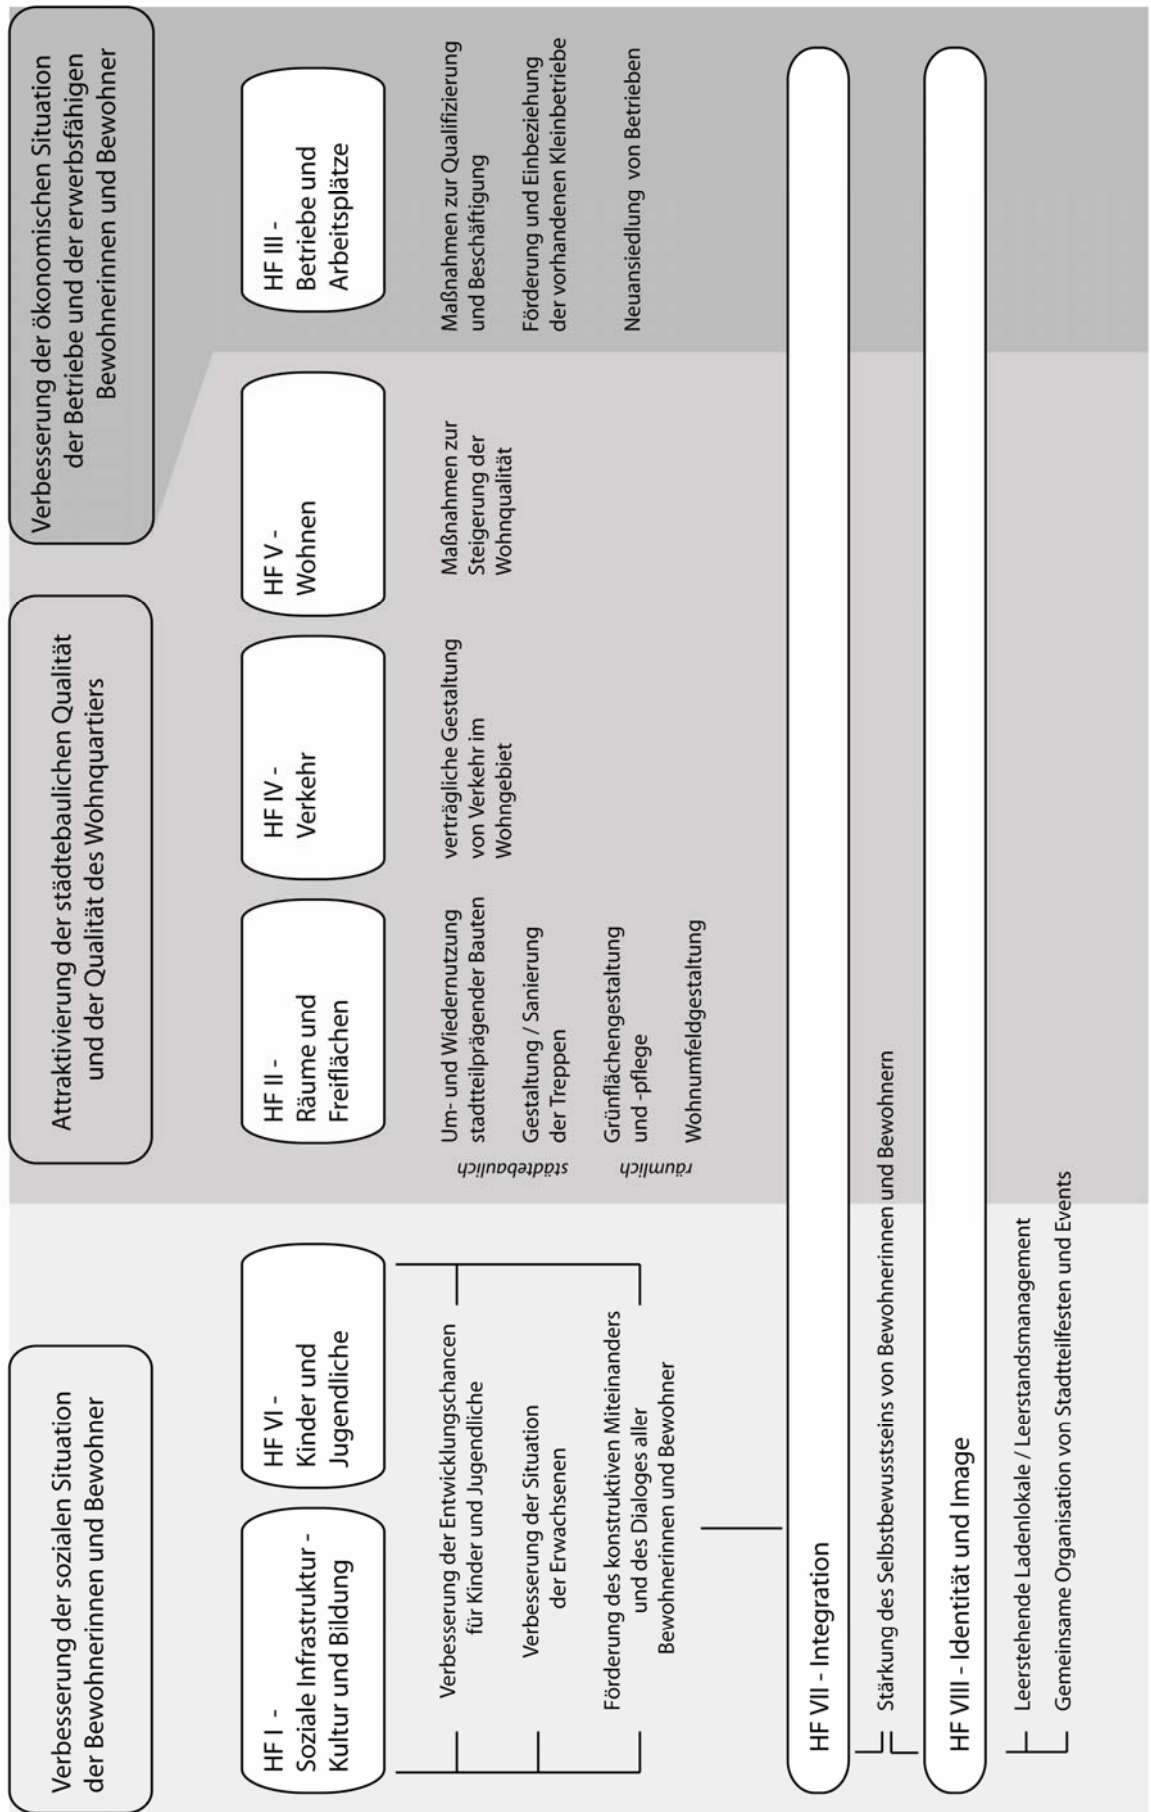 Verbesserung der sozialen Situation
der Bewohnerinnen und Bewohner
Attraktivierung der städtebaulichen Qualität
und der Qualität des Wohnquartiers
Verbesserung der ökonomischen Situation
der Betriebe und der erwerbsfähigen
Bewohnerinnen und Bewohner
HF I -
Soziale Infrastruktur -
Kultur und Bildung
HF VI -
Kinder und
Jugendliche
HF II -
Räume und
Freiflächen
HF IV -
Verkehr
HF V -
Wohnen
HF III -
Betriebe und
Arbeitsplätze
Verbesserung der Entwicklungschancen
für Kinder und Jugendliche
Verbesserung der Situation
der Erwachsenen
Förderung des konstruktiven Miteinanders
und des Dialoges aller
Bewohnerinnen und Bewohner
städtebaulich
Um- und Wiedernutzung
stadtteilprägender Bauten
Gestaltung / Sanierung
der Treppen
räumlich
Grünflächengestaltung
und -pflege
Wohnumfeldgestaltung
verträgliche Gestaltung
von Verkehr im
Wohngebiet
Maßnahmen zur
Steigerung der
Wohnqualität
Maßnahmen zur Qualifizierung
und Beschäftigung
Förderung und Einbeziehung
der vorhandenen Kleinbetriebe
Neuansiedlung von Betrieben
HF VII - Integration
Stärkung des Selbstbewusstseins von Bewohnerinnen und Bewohnern
HF VIII - Identität und Image
Leerstehende Ladenlokale / Leerstandsmanagement
Gemeinsame Organisation von Stadtteilfesten und Events